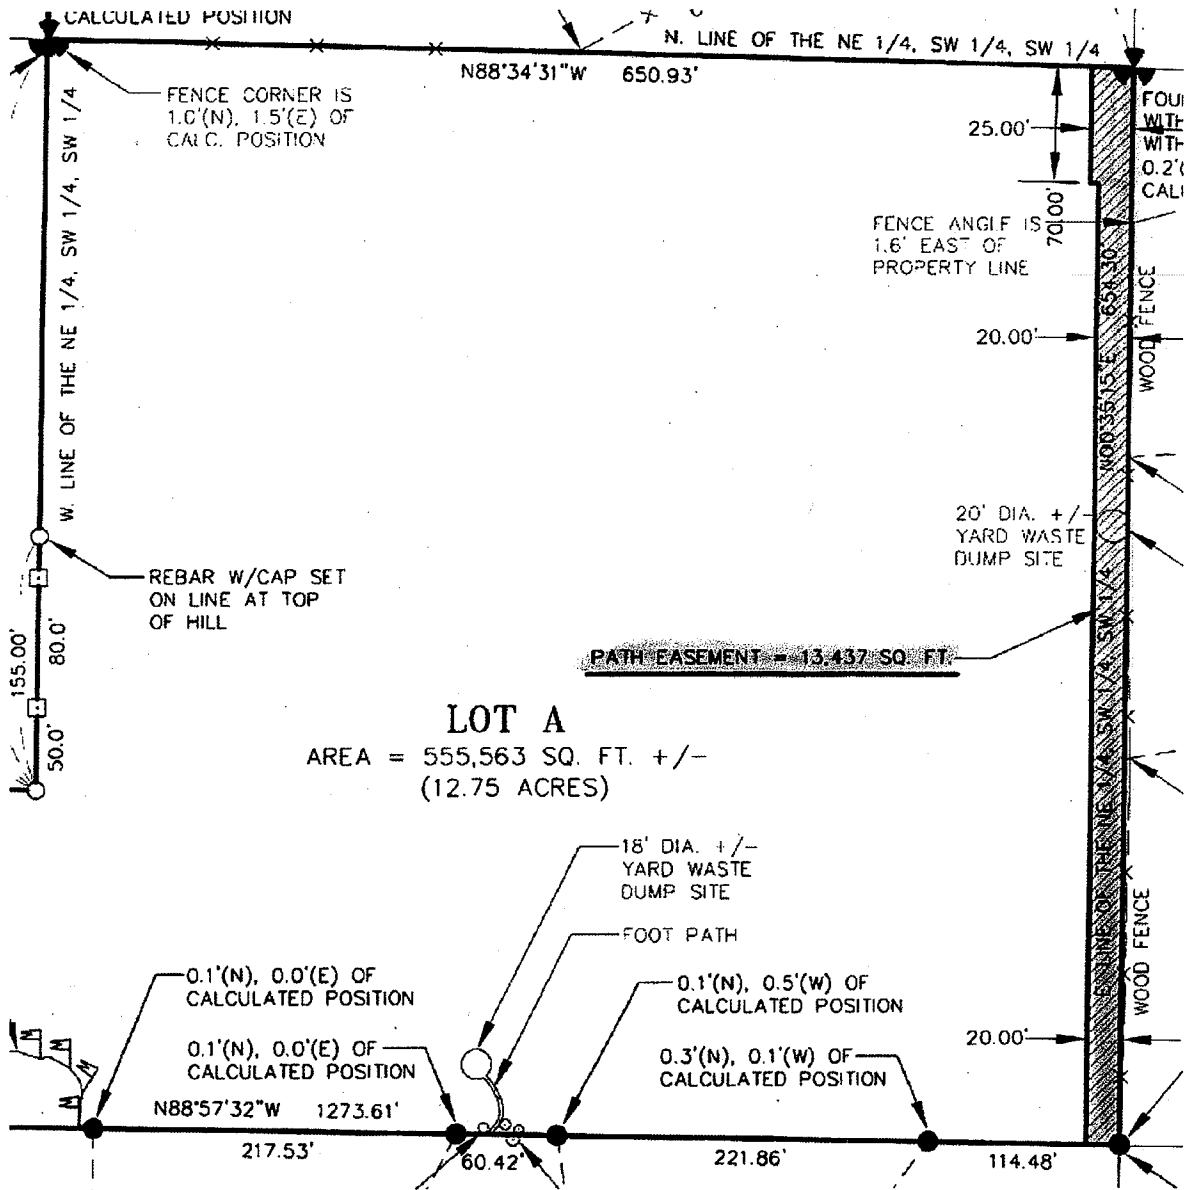 CALCULATED POSITION
N. LINE OF THE NE 1/4, SW 1/4, SW 1/4
N88°34'31"W 650.93'
FENCE CORNER IS
1.0'(N), 1.5'(E) OF
CALC. POSITION
W. LINE OF THE NE 1/4, SW 1/4, SW 1/4
25.00'
70.00'
WITH
WITH
FENCE ANGLE IS
1.6' EAST OF
PROPERTY LINE
20.00'
N00°35'15"E 654.30'
WOOD FENCE
20' DIA. +/-
YARD WASTE
DUMP SITE
REBAR W/CAP SET
ON LINE AT TOP
OF HILL
155.00'
80.0'
50.0'
PATH EASEMENT = 13,437 SQ. FT.
LOT A
AREA = 555,563 SQ. FT. +/-
(12.75 ACRES)
E. LINE OF THE NE 1/4, SW 1/4, SW 1/4
18' DIA. +/-
YARD WASTE
DUMP SITE
FOOT PATH
WOOD FENCE
0.1'(N), 0.0'(E) OF
CALCULATED POSITION
0.1'(N), 0.5'(W) OF
CALCULATED POSITION
20.00'
0.1'(N), 0.0'(E) OF
CALCULATED POSITION
0.3'(N), 0.1'(W) OF
CALCULATED POSITION
N88°57'32"W 1273.61'
217.53'
60.42'
221.86'
114.48'